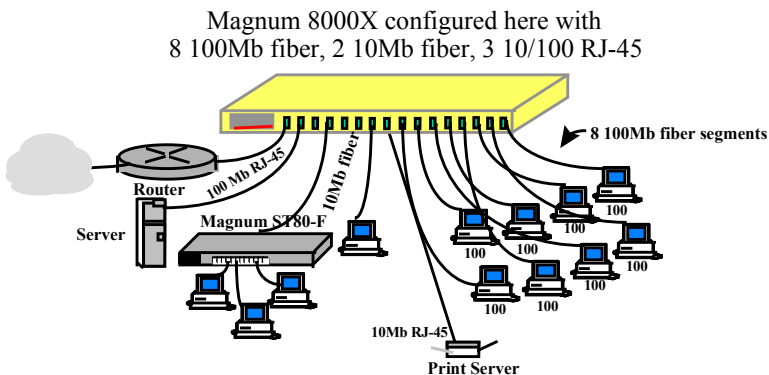 Magnum 8000X configured here with
8 100Mb fiber, 2 10Mb fiber, 3 10/100 RJ-45
8 100Mb fiber segments
Router
100 Mb RJ-45
10Mb fiber
Server
Magnum ST80-F
100
100
100
100
100
100
100
100
10Mb RJ-45
Print Server